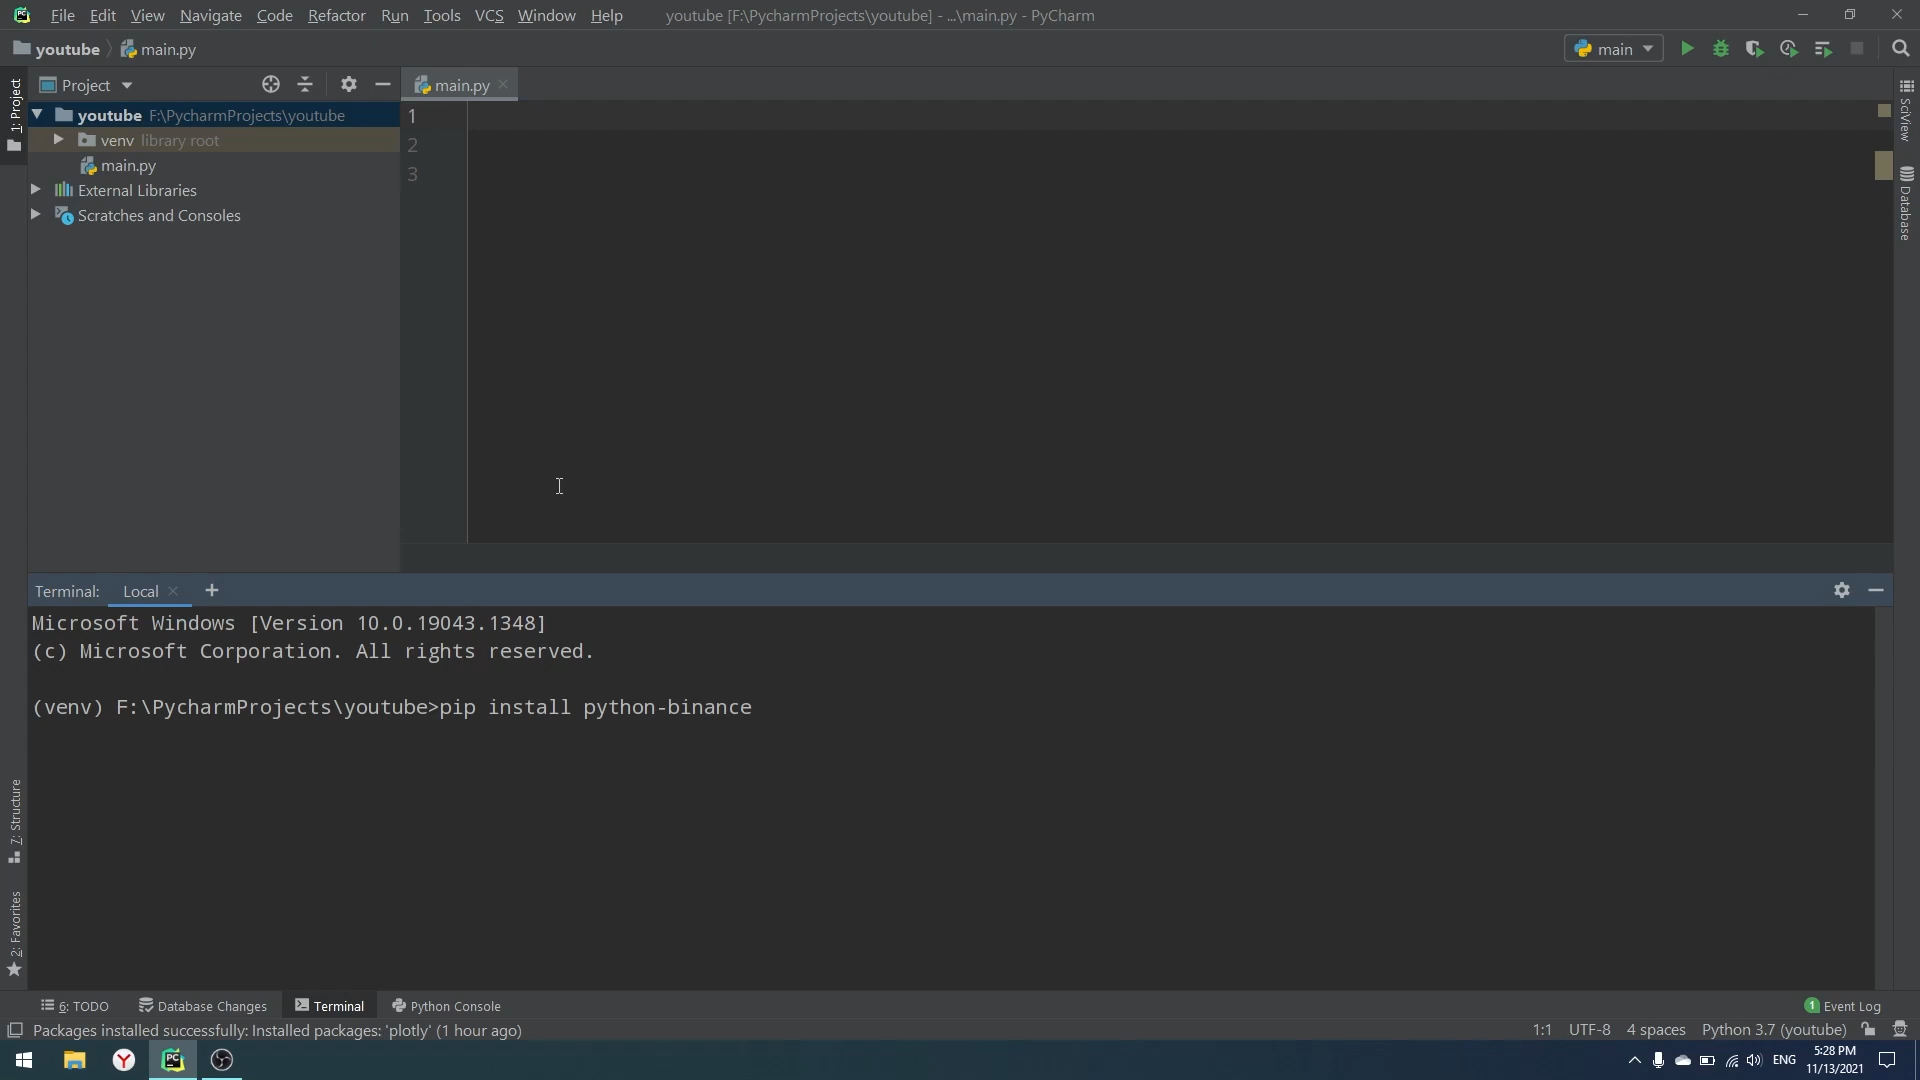 File Edit View Navigate Code Refactor Run Tools VCS Window Help youtube [F:\PycharmProjects\youtube] - ...\main.py - PyCharm
youtube main.py main
1: Project
Project
main.py
youtube F:\PycharmProjects\youtube
venv library root
main.py
External Libraries
Scratches and Consoles
1
2
3
SciView
Database
Terminal: Local +
Microsoft Windows [Version 10.0.19043.1348]
(c) Microsoft Corporation. All rights reserved.
(venv) F:\PycharmProjects\youtube>pip install python-binance
7: Structure
2: Favorites
6: TODO Database Changes Terminal Python Console 1 Event Log
Packages installed successfully: Installed packages: 'plotly' (1 hour ago) 1:1 UTF-8 4 spaces Python 3.7 (youtube)
PC
Y
ENG
5:28 PM
11/13/2021